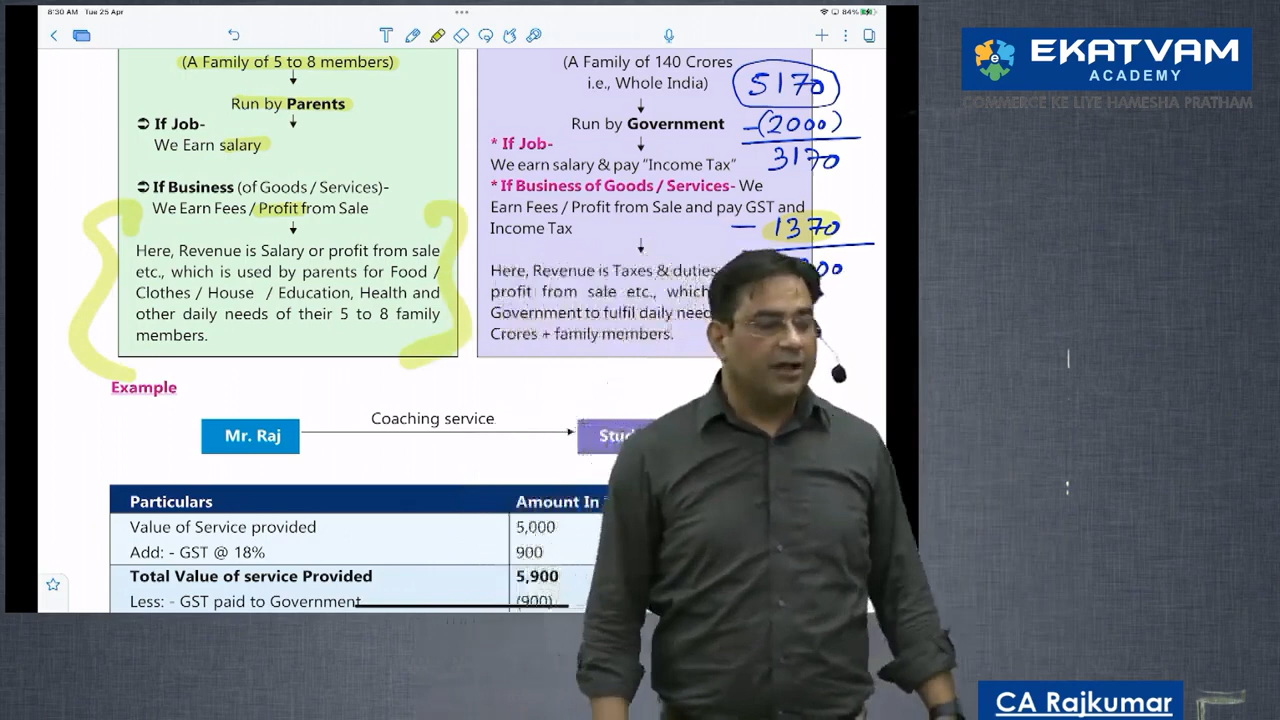 8:30 AM Tue 25 Apr
84%
(A Family of 5 to 8 members)
Run by Parents
➲ If Job-
We Earn salary
➲ If Business (of Goods / Services)-
We Earn Fees / Profit from Sale
Here, Revenue is Salary or profit from sale
etc., which is used by parents for Food /
Clothes / House / Education, Health and
other daily needs of their 5 to 8 family
members.
(A Family of 140 Crores
i.e., Whole India)
Run by Government
* If Job-
We earn salary & pay "Income Tax"
* If Business of Goods / Services- We
Earn Fees / Profit from Sale and pay GST and
Income Tax
Here, Revenue is Taxes & duties
profit from sale etc., which
Government to fulfil daily need
Crores + family members.
5170
-(2000)
3170
- 1370
00
Example
Coaching service
Mr. Raj
Particulars Amount In
Value of Service provided 5,000
Add: - GST @ 18% 900
Total Value of service Provided 5,900
Less: - GST paid to Government (900)
EKATVAM
ACADEMY
COMMERCE KE LIYE HAMESHA PRATHAM
CA Rajkumar